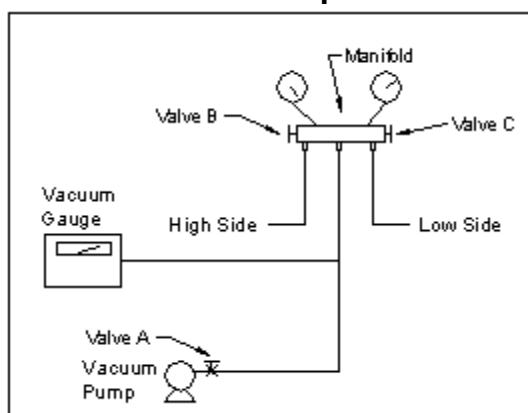 Manifold
Valve B
Valve C
Vacuum
Gauge
High Side
Low Side
Valve A
Vacuum
Pump